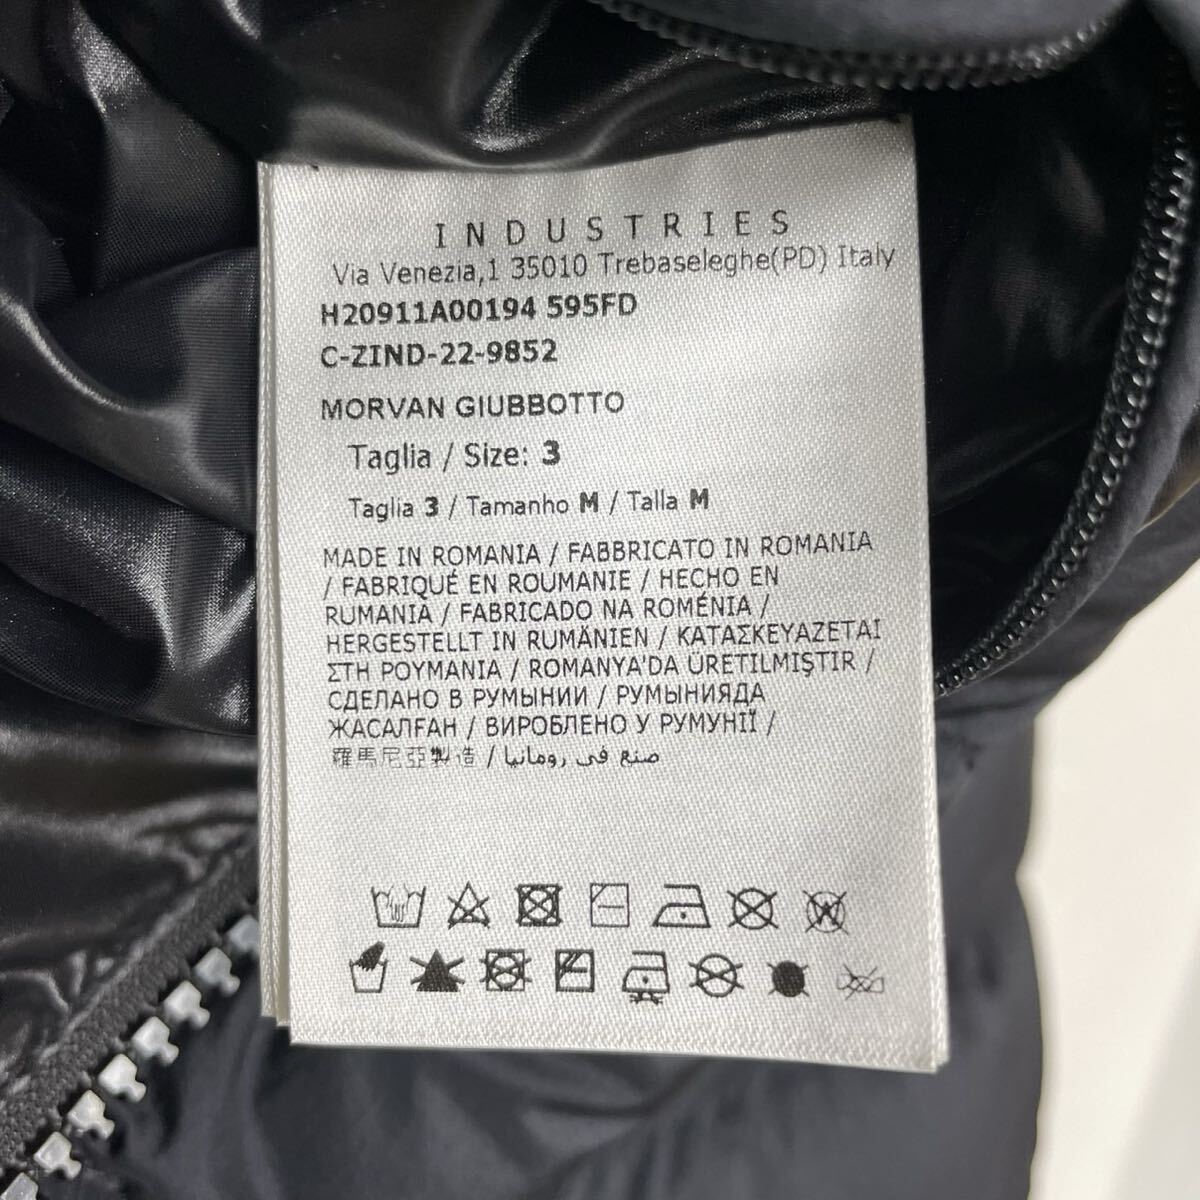 INDUSTRIES
Via Venezia,1 35010 Trebaseleghe(PD) Italy
H20911A00194 595FD
C-ZIND-22-9852
MORVAN GIUBBOTTO
Taglia / Size: 3
Taglia 3 / Tamanho M / Talla M
MADE IN ROMANIA / FABBRICATO IN ROMANIA
/ FABRIQUÉ EN ROUMANIE / HECHO EN
RUMANIA / FABRICADO NA ROMÉNIA /
HERGESTELLT IN RUMÄNIEN / ΚΑΤΑΣΚΕΥΑΖΕΤΑΙ
ΣΤΗ ΡΟΥΜΑΝΙΑ / ROMANYA'DA ÜRETILMIŞTIR /
СДЕЛАНО В РУМЫНИИ / РУМЫНИЯДА
ЖАСАЛҒАН / ВИРОБЛЕНО У РУМУНІЇ /
羅馬尼亞製造 / صنع في رومانيا